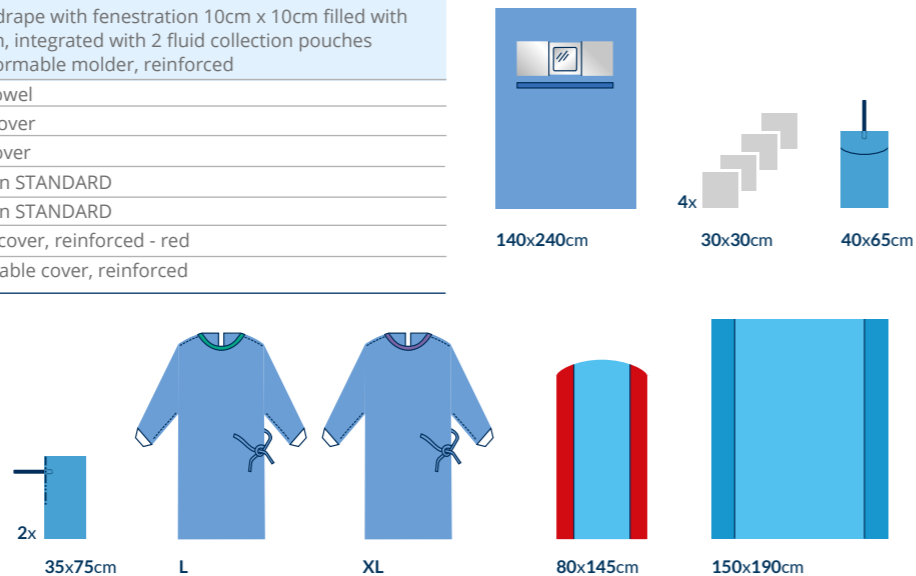 drape with fenestration 10cm x 10cm filled with
, integrated with 2 fluid collection pouches
ormable molder, reinforced
owel
over
over
n STANDARD
n STANDARD
cover, reinforced - red
able cover, reinforced
140x240cm
4x
30x30cm
40x65cm
2x
35x75cm
L
XL
80x145cm
150x190cm